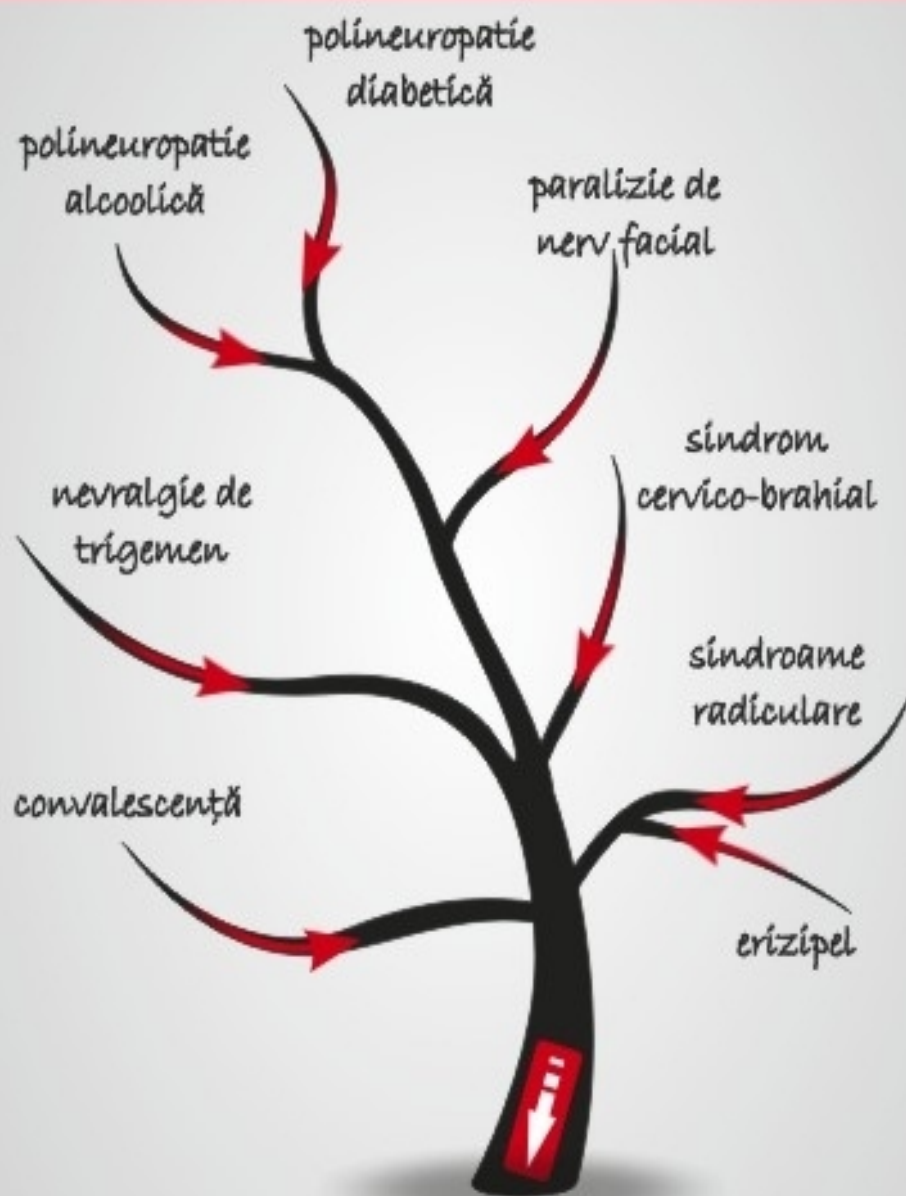 polineuropatie
diabetică
polineuropatie
alcoolică
paralizie de
nerv facial
sindrom
cervico-brahial
nevralgie de
trigemen
sindroame
radiculare
convalescență
erizipel